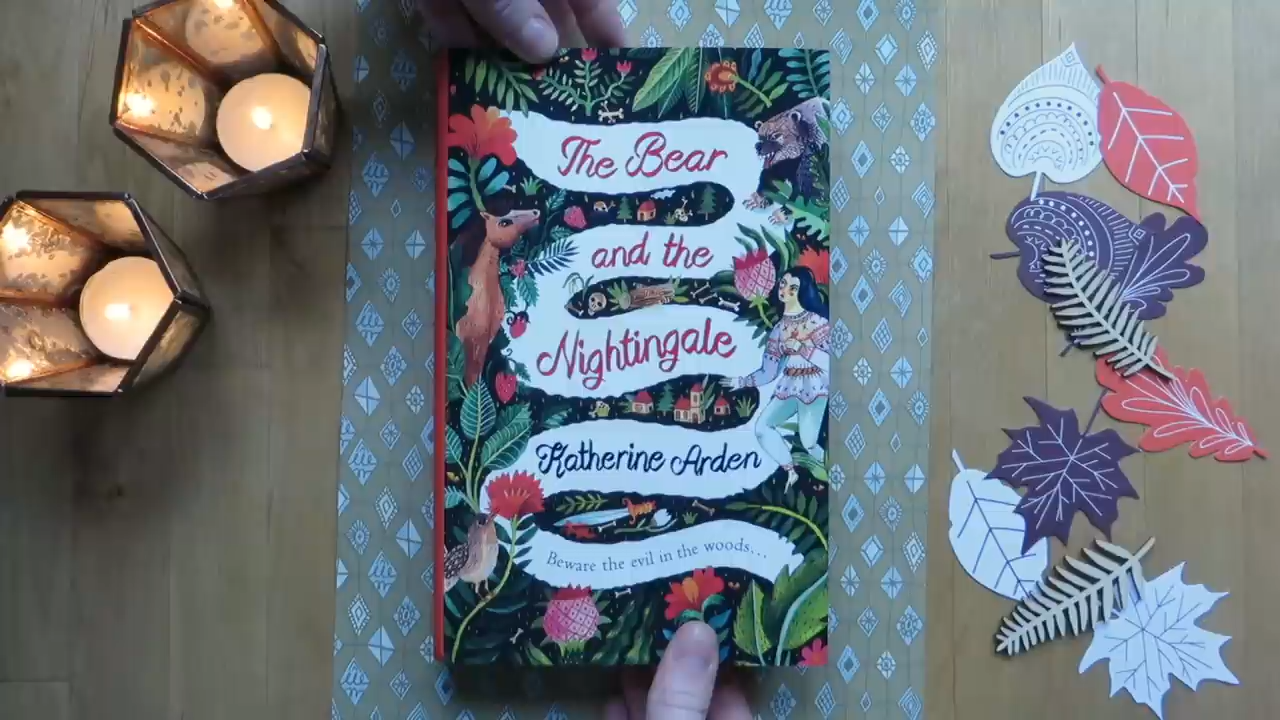 The Bear
and the
Nightingale
Katherine Arden
Beware the evil in the woods...